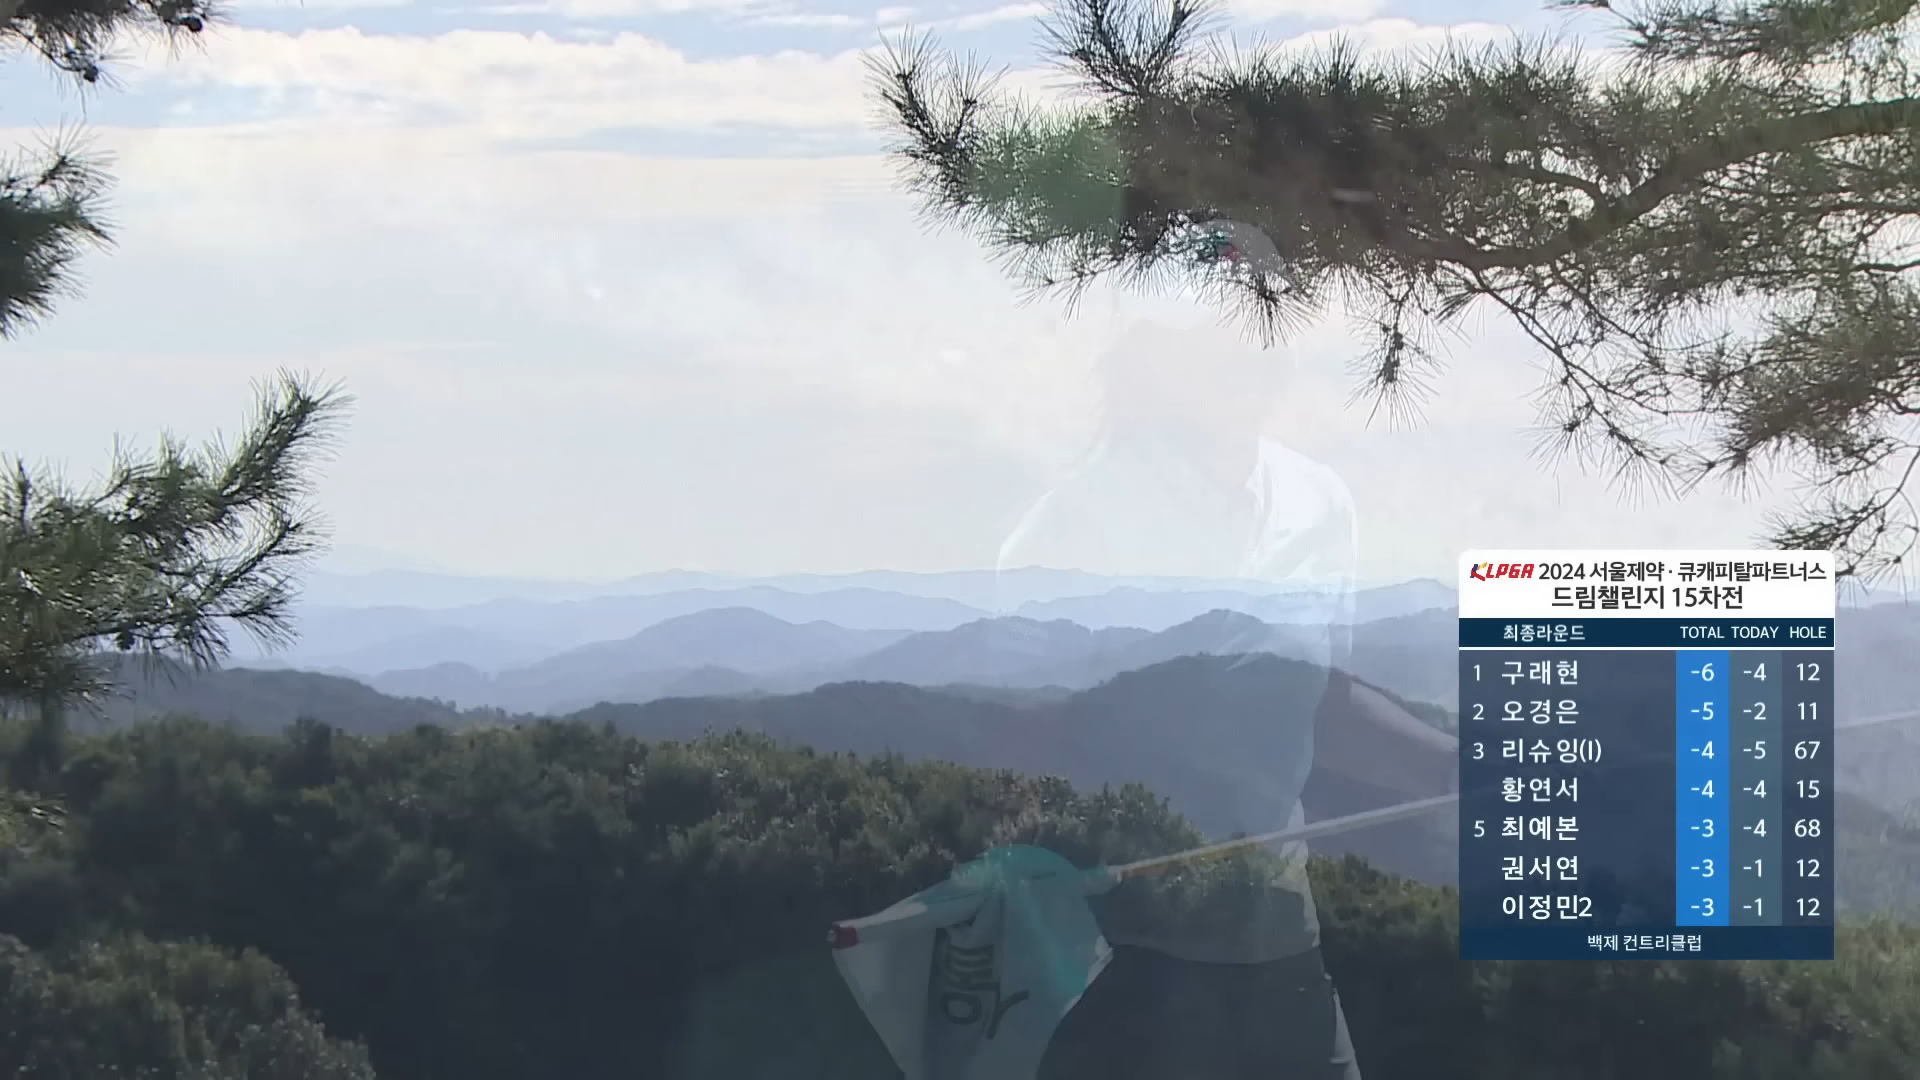 KLPGA 2024 서울제약·큐캐피탈파트너스
드림챌린지 15차전
최종라운드 TOTAL TODAY HOLE
1 구래현 -6 -4 12
2 오경은 -5 -2 11
3 리슈잉(I) -4 -5 67
황연서 -4 -4 15
5 최예본 -3 -4 68
권서연 -3 -1 12
이정민2 -3 -1 12
백제 컨트리클럽